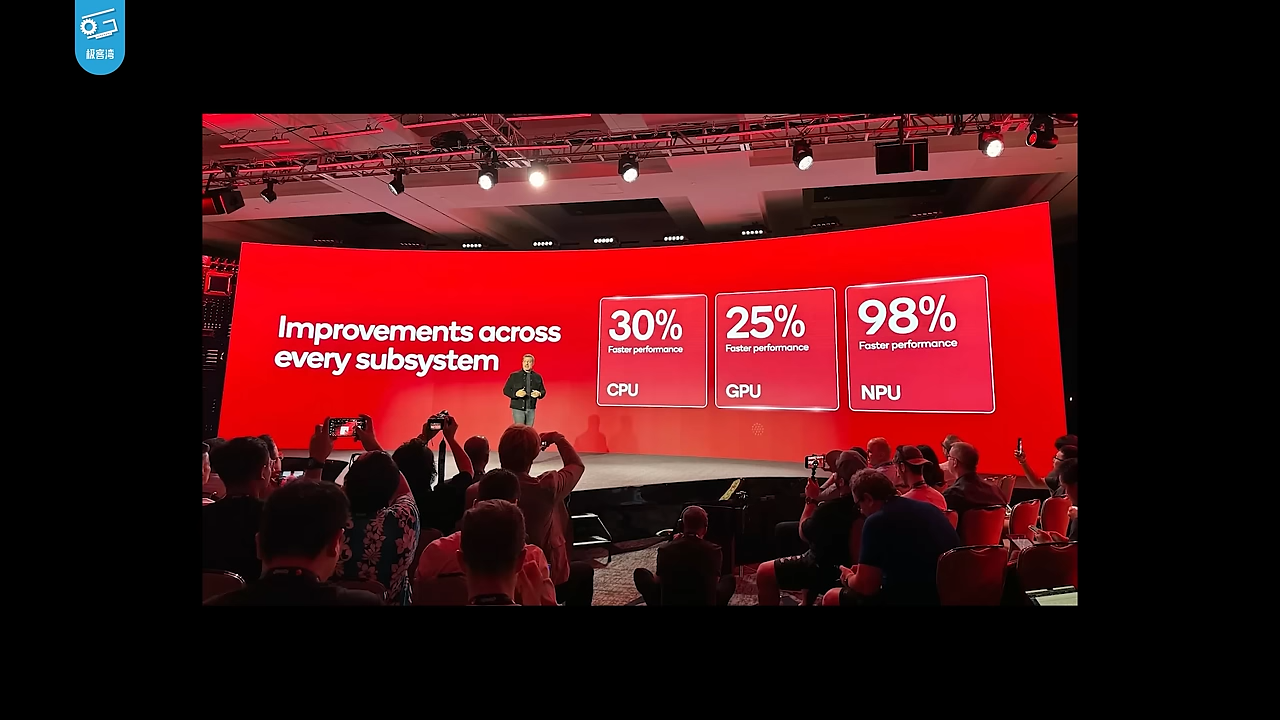 极客湾
Improvements across
every subsystem
30%
Faster performance
CPU
25%
Faster performance
GPU
98%
Faster performance
NPU